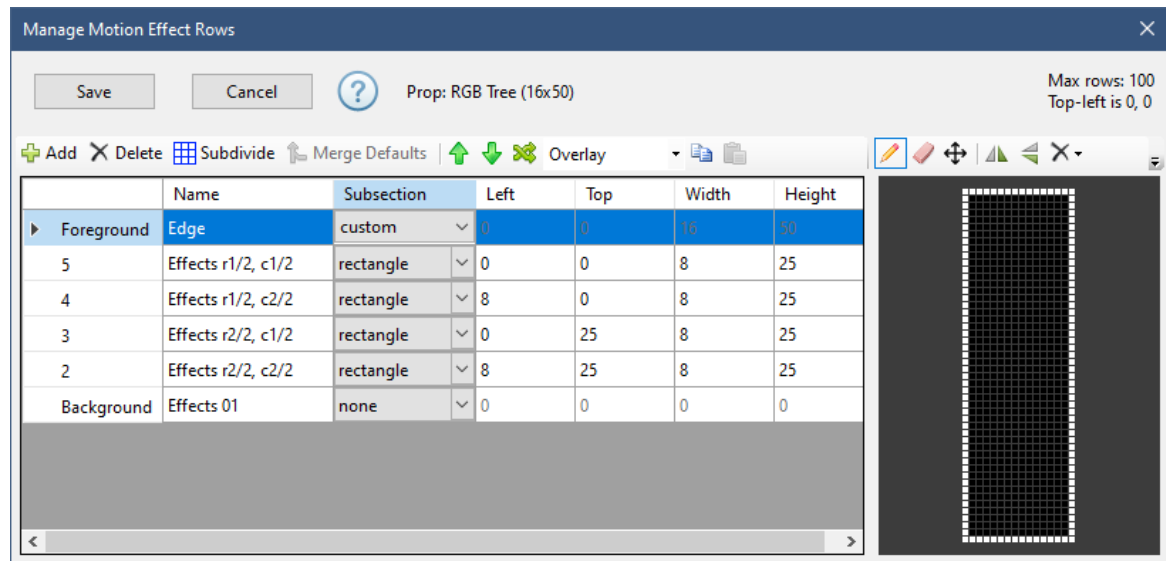 Manage Motion Effect Rows
Save Cancel ? Prop: RGB Tree (16x50) Max rows: 100
Top-left is 0, 0
Add Delete Subdivide Merge Defaults Overlay
Name Subsection Left Top Width Height
Foreground Edge custom 0 0 16 50
5 Effects r1/2, c1/2 rectangle 0 0 8 25
4 Effects r1/2, c2/2 rectangle 8 0 8 25
3 Effects r2/2, c1/2 rectangle 0 25 8 25
2 Effects r2/2, c2/2 rectangle 8 25 8 25
Background Effects 01 none 0 0 0 0